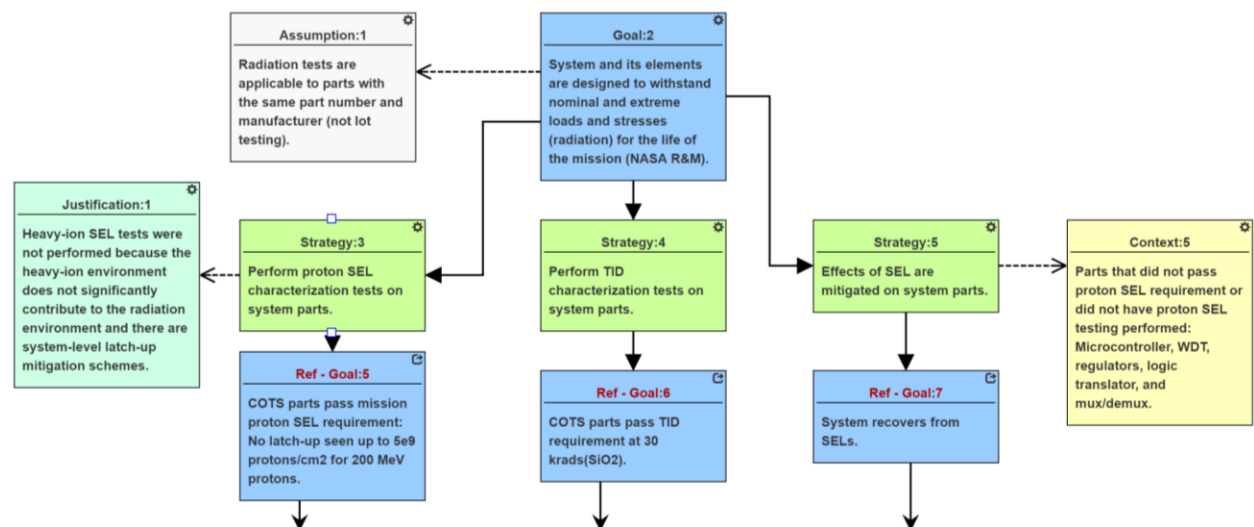 Assumption:1
Radiation tests are
applicable to parts with
the same part number and
manufacturer (not lot
testing).
Goal:2
System and its elements
are designed to withstand
nominal and extreme
loads and stresses
(radiation) for the life of
the mission (NASA R&M).
Justification:1
Heavy-ion SEL tests were
not performed because the
heavy-ion environment
does not significantly
contribute to the radiation
environment and there are
system-level latch-up
mitigation schemes.
Strategy:3
Perform proton SEL
characterization tests on
system parts.
Strategy:4
Perform TID
characterization tests on
system parts.
Strategy:5
Effects of SEL are
mitigated on system parts.
Context:5
Parts that did not pass
proton SEL requirement or
did not have proton SEL
testing performed:
Microcontroller, WDT,
regulators, logic
translator, and
mux/demux.
Ref - Goal:5
COTS parts pass mission
proton SEL requirement:
No latch-up seen up to 5e9
protons/cm2 for 200 MeV
protons.
Ref - Goal:6
COTS parts pass TID
requirement at 30
krads(SiO2).
Ref - Goal:7
System recovers from
SELs.